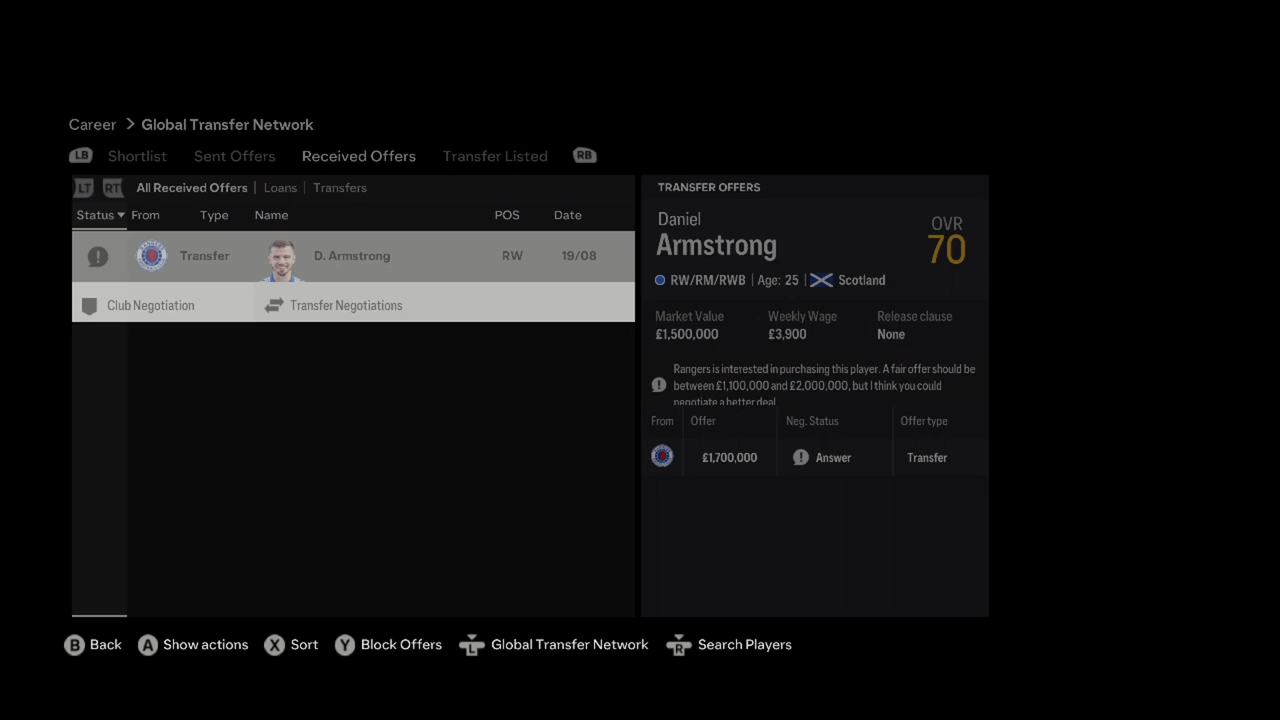 Career > Global Transfer Network
LB Shortlist Sent Offers Received Offers Transfer Listed RB
LT RT All Received Offers | Loans | Transfers
Status From Type Name POS Date
Transfer D. Armstrong RW 19/08
Club Negotiation Transfer Negotiations
TRANSFER OFFERS
Daniel
Armstrong
OVR
70
RW/RM/RWB | Age: 25 | Scotland
Market Value Weekly Wage Release clause
£1,500,000 £3,900 None
Rangers is interested in purchasing this player. A fair offer should be
between £1,100,000 and £2,000,000, but I think you could
negotiate a better deal
From Offer Neg. Status Offer type
£1,700,000 Answer Transfer
B Back A Show actions X Sort Y Block Offers L Global Transfer Network R Search Players